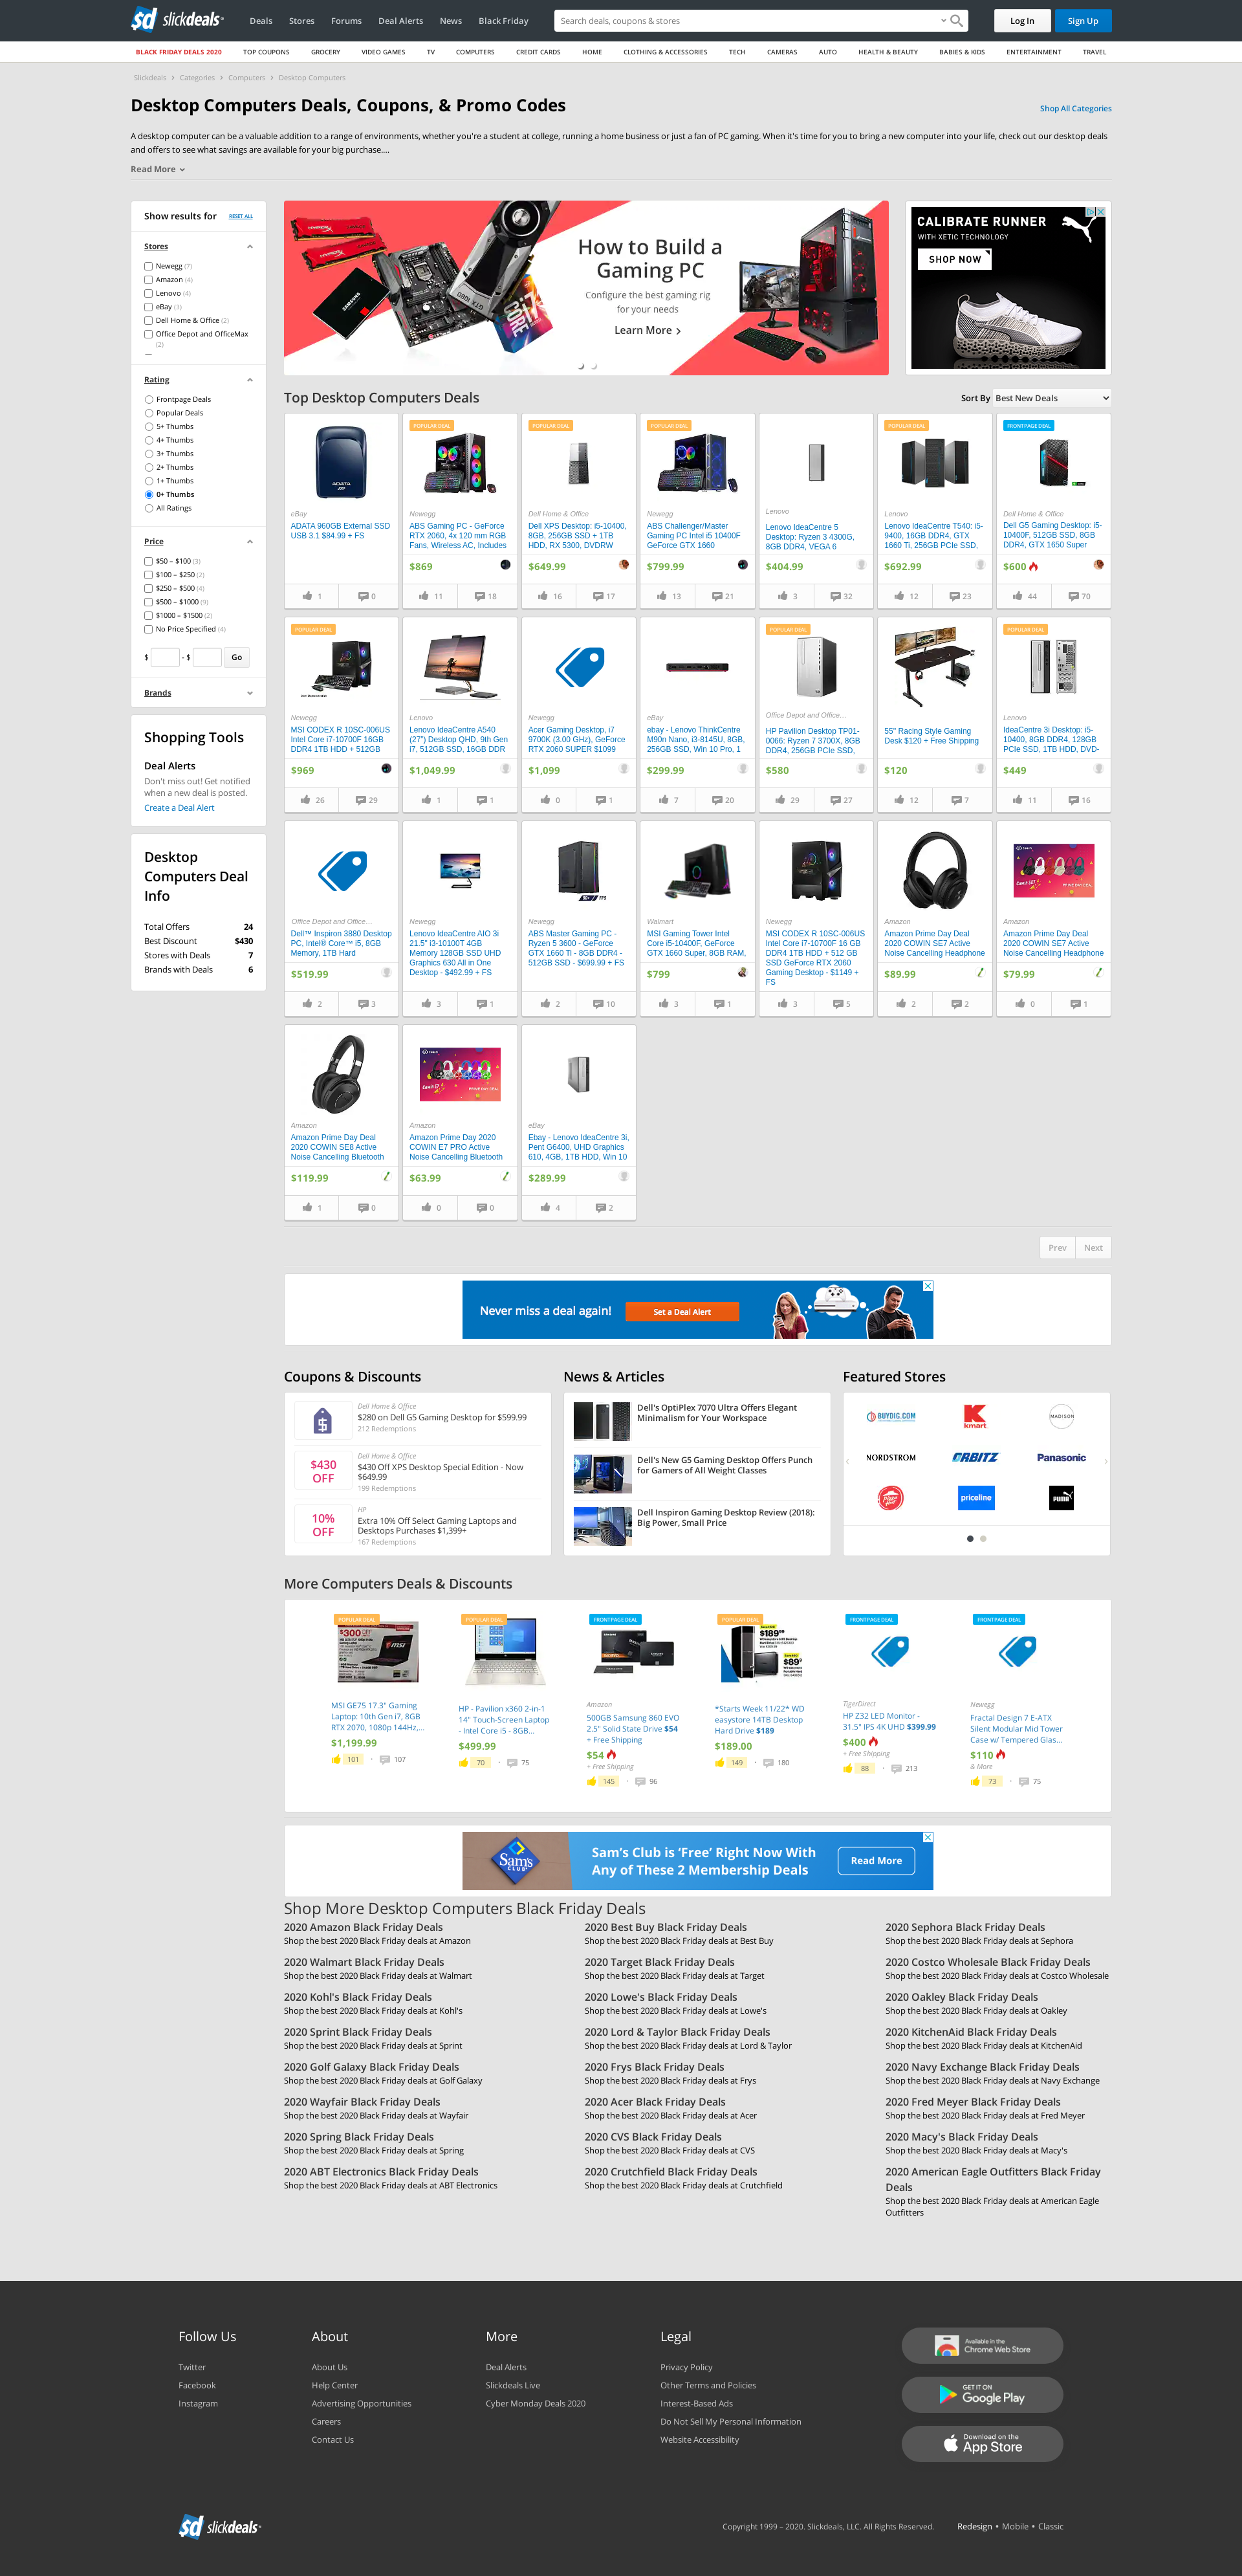 slickdeals
Deals Stores Forums Deal Alerts News Black Friday
Search deals, coupons & stores
Log In
Sign Up
BLACK FRIDAY DEALS 2020 TOP COUPONS GROCERY VIDEO GAMES TV COMPUTERS CREDIT CARDS HOME CLOTHING & ACCESSORIES TECH CAMERAS AUTO HEALTH & BEAUTY BABIES & KIDS ENTERTAINMENT TRAVEL
Slickdeals > Categories > Computers > Desktop Computers
Desktop Computers Deals, Coupons, & Promo Codes
Shop All Categories
A desktop computer can be a valuable addition to a range of environments, whether you're a student at college, running a home business or just a fan of PC gaming. When it's time for you to bring a new computer into your life, check out our desktop deals
and offers to see what savings are available for your big purchase....
Read More
Show results for RESET ALL
Stores
Newegg (7)
Amazon (4)
Lenovo (4)
eBay (3)
Dell Home & Office (2)
Office Depot and OfficeMax
(2)
Rating
Frontpage Deals
Popular Deals
5+ Thumbs
4+ Thumbs
3+ Thumbs
2+ Thumbs
1+ Thumbs
0+ Thumbs
All Ratings
Price
$50 – $100 (3)
$100 – $250 (2)
$250 – $500 (4)
$500 – $1000 (9)
$1000 – $1500 (2)
No Price Specified (4)
$ - $ Go
Brands
Shopping Tools
Deal Alerts
Don't miss out! Get notified
when a new deal is posted.
Create a Deal Alert
Desktop
Computers Deal
Info
Total Offers 24
Best Discount $430
Stores with Deals 7
Brands with Deals 6
How to Build a
Gaming PC
Configure the best gaming rig
for your needs
Learn More >
CALIBRATE RUNNER
WITH XETIC TECHNOLOGY
SHOP NOW
Top Desktop Computers Deals
Sort By Best New Deals
ADATA
eBay
ADATA 960GB External SSD
USB 3.1 $84.99 + FS
1 0
POPULAR DEAL
Newegg
ABS Gaming PC - GeForce
RTX 2060, 4x 120 mm RGB
Fans, Wireless AC, Includes
$869
11 18
POPULAR DEAL
Dell Home & Office
Dell XPS Desktop: i5-10400,
8GB, 256GB SSD + 1TB
HDD, RX 5300, DVDRW
$649.99
16 17
POPULAR DEAL
Newegg
ABS Challenger/Master
Gaming PC Intel i5 10400F
GeForce GTX 1660
$799.99
13 21
Lenovo
Lenovo IdeaCentre 5
Desktop: Ryzen 3 4300G,
8GB DDR4, VEGA 6
$404.99
3 32
POPULAR DEAL
Lenovo
Lenovo IdeaCentre T540: i5-
9400, 16GB DDR4, GTX
1660 Ti, 256GB PCIe SSD,
$692.99
12 23
FRONTPAGE DEAL
Dell Home & Office
Dell G5 Gaming Desktop: i5-
10400F, 512GB SSD, 8GB
DDR4, GTX 1650 Super
$600
44 70
POPULAR DEAL
Newegg
MSI CODEX R 10SC-006US
Intel Core i7-10700F 16GB
DDR4 1TB HDD + 512GB
$969
26 29
Lenovo
Lenovo IdeaCentre A540
(27") Desktop QHD, 9th Gen
i7, 512GB SSD, 16GB DDR
$1,049.99
1 1
Newegg
Acer Gaming Desktop, i7
9700K (3.00 GHz), GeForce
RTX 2060 SUPER $1099
$1,099
0 1
eBay
ebay - Lenovo ThinkCentre
M90n Nano, i3-8145U, 8GB,
256GB SSD, Win 10 Pro, 1
$299.99
7 20
POPULAR DEAL
Office Depot and Office…
HP Pavilion Desktop TP01-
0066: Ryzen 7 3700X, 8GB
DDR4, 256GB PCIe SSD,
$580
29 27
55" Racing Style Gaming
Desk $120 + Free Shipping
$120
12 7
POPULAR DEAL
Lenovo
IdeaCentre 3i Desktop: i5-
10400, 8GB DDR4, 128GB
PCIe SSD, 1TB HDD, DVD-
$449
11 16
Office Depot and Office…
Dell™ Inspiron 3880 Desktop
PC, Intel® Core™ i5, 8GB
Memory, 1TB Hard
$519.99
2 3
Newegg
Lenovo IdeaCentre AIO 3i
21.5" i3-10100T 4GB
Memory 128GB SSD UHD
Graphics 630 All in One
Desktop - $492.99 + FS
3 1
Newegg
ABS Master Gaming PC -
Ryzen 5 3600 - GeForce
GTX 1660 Ti - 8GB DDR4 -
512GB SSD - $699.99 + FS
2 10
Walmart
MSI Gaming Tower Intel
Core i5-10400F, GeForce
GTX 1660 Super, 8GB RAM,
$799
3 1
Newegg
MSI CODEX R 10SC-006US
Intel Core i7-10700F 16 GB
DDR4 1TB HDD + 512 GB
SSD GeForce RTX 2060
Gaming Desktop - $1149 +
FS
3 5
Amazon
Amazon Prime Day Deal
2020 COWIN SE7 Active
Noise Cancelling Headphone
$89.99
2 2
PRIME DAY DEAL
Amazon
Amazon Prime Day Deal
2020 COWIN SE7 Active
Noise Cancelling Headphone
$79.99
0 1
Amazon
Amazon Prime Day Deal
2020 COWIN SE8 Active
Noise Cancelling Bluetooth
$119.99
1 0
PRIME DAY DEAL
Amazon
Amazon Prime Day 2020
COWIN E7 PRO Active
Noise Cancelling Bluetooth
$63.99
0 0
eBay
Ebay - Lenovo IdeaCentre 3i,
Pent G6400, UHD Graphics
610, 4GB, 1TB HDD, Win 10
$289.99
4 2
Prev Next
Never miss a deal again! Set a Deal Alert
Coupons & Discounts
Dell Home & Office
$280 on Dell G5 Gaming Desktop for $599.99
212 Redemptions
$430
OFF
Dell Home & Office
$430 Off XPS Desktop Special Edition - Now
$649.99
199 Redemptions
10%
OFF
HP
Extra 10% Off Select Gaming Laptops and
Desktops Purchases $1,399+
167 Redemptions
News & Articles
Dell's OptiPlex 7070 Ultra Offers Elegant
Minimalism for Your Workspace
Dell's New G5 Gaming Desktop Offers Punch
for Gamers of All Weight Classes
Dell Inspiron Gaming Desktop Review (2018):
Big Power, Small Price
Featured Stores
BUYDIG.COM kmart MADISON
NORDSTROM ORBITZ Panasonic
Pizza Hut priceline PUMA
More Computers Deals & Discounts
POPULAR DEAL
$300
MSI GE75 17.3" Gaming
Laptop: 10th Gen i7, 8GB
RTX 2070, 1080p 144Hz,...
$1,199.99
101 107
POPULAR DEAL
HP - Pavilion x360 2-in-1
14" Touch-Screen Laptop
- Intel Core i5 - 8GB...
$499.99
70 75
FRONTPAGE DEAL
Amazon
500GB Samsung 860 EVO
2.5" Solid State Drive $54
+ Free Shipping
$54
+ Free Shipping
145 96
POPULAR DEAL
*Starts Week 11/22* WD
easystore 14TB Desktop
Hard Drive $189
$189.00
149 180
FRONTPAGE DEAL
TigerDirect
HP Z32 LED Monitor -
31.5" IPS 4K UHD $399.99
$400
+ Free Shipping
88 213
FRONTPAGE DEAL
Newegg
Fractal Design 7 E-ATX
Silent Modular Mid Tower
Case w/ Tempered Glas...
$110
& More
73 75
Sam's CLUB
Sam's Club is 'Free' Right Now With
Any of These 2 Membership Deals
Read More
Shop More Desktop Computers Black Friday Deals
2020 Amazon Black Friday Deals
Shop the best 2020 Black Friday deals at Amazon
2020 Best Buy Black Friday Deals
Shop the best 2020 Black Friday deals at Best Buy
2020 Sephora Black Friday Deals
Shop the best 2020 Black Friday deals at Sephora
2020 Walmart Black Friday Deals
Shop the best 2020 Black Friday deals at Walmart
2020 Target Black Friday Deals
Shop the best 2020 Black Friday deals at Target
2020 Costco Wholesale Black Friday Deals
Shop the best 2020 Black Friday deals at Costco Wholesale
2020 Kohl's Black Friday Deals
Shop the best 2020 Black Friday deals at Kohl's
2020 Lowe's Black Friday Deals
Shop the best 2020 Black Friday deals at Lowe's
2020 Oakley Black Friday Deals
Shop the best 2020 Black Friday deals at Oakley
2020 Sprint Black Friday Deals
Shop the best 2020 Black Friday deals at Sprint
2020 Lord & Taylor Black Friday Deals
Shop the best 2020 Black Friday deals at Lord & Taylor
2020 KitchenAid Black Friday Deals
Shop the best 2020 Black Friday deals at KitchenAid
2020 Golf Galaxy Black Friday Deals
Shop the best 2020 Black Friday deals at Golf Galaxy
2020 Frys Black Friday Deals
Shop the best 2020 Black Friday deals at Frys
2020 Navy Exchange Black Friday Deals
Shop the best 2020 Black Friday deals at Navy Exchange
2020 Wayfair Black Friday Deals
Shop the best 2020 Black Friday deals at Wayfair
2020 Acer Black Friday Deals
Shop the best 2020 Black Friday deals at Acer
2020 Fred Meyer Black Friday Deals
Shop the best 2020 Black Friday deals at Fred Meyer
2020 Spring Black Friday Deals
Shop the best 2020 Black Friday deals at Spring
2020 CVS Black Friday Deals
Shop the best 2020 Black Friday deals at CVS
2020 Macy's Black Friday Deals
Shop the best 2020 Black Friday deals at Macy's
2020 ABT Electronics Black Friday Deals
Shop the best 2020 Black Friday deals at ABT Electronics
2020 Crutchfield Black Friday Deals
Shop the best 2020 Black Friday deals at Crutchfield
2020 American Eagle Outfitters Black Friday
Deals
Shop the best 2020 Black Friday deals at American Eagle
Outfitters
Follow Us
Twitter
Facebook
Instagram
About
About Us
Help Center
Advertising Opportunities
Careers
Contact Us
More
Deal Alerts
Slickdeals Live
Cyber Monday Deals 2020
Legal
Privacy Policy
Other Terms and Policies
Interest-Based Ads
Do Not Sell My Personal Information
Website Accessibility
Available in the
Chrome Web Store
GET IT ON
Google Play
Download on the
App Store
slickdeals
Copyright 1999 – 2020. Slickdeals, LLC. All Rights Reserved.
Redesign • Mobile • Classic